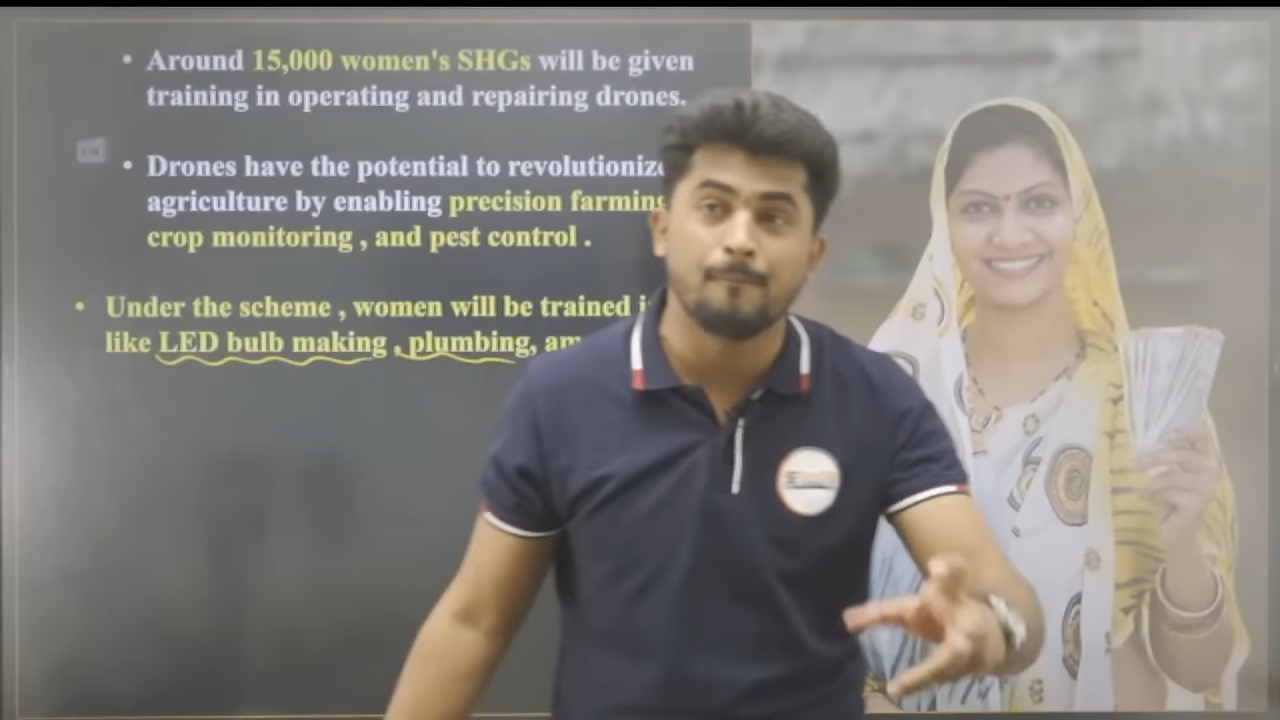 • Around 15,000 women's SHGs will be given
training in operating and repairing drones.
• Drones have the potential to revolutionize
agriculture by enabling precision farming
crop monitoring , and pest control .
• Under the scheme , women will be trained
like LED bulb making , plumbing,